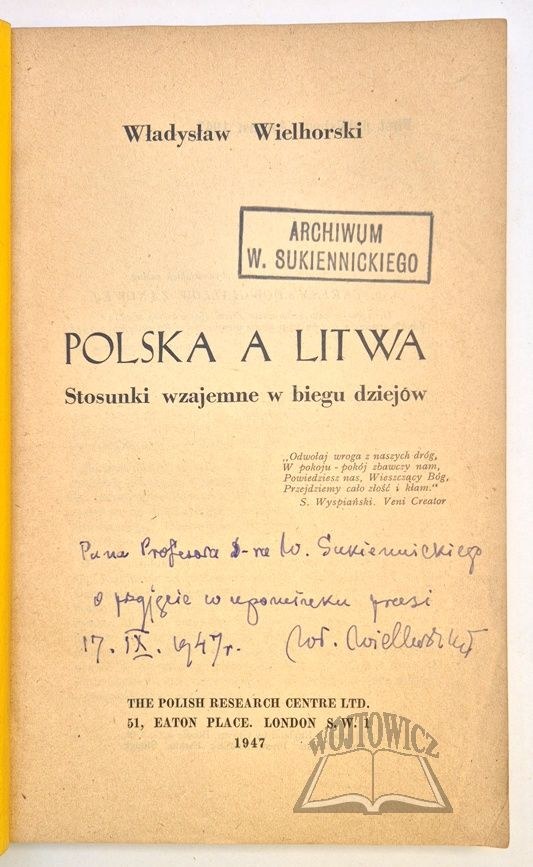 Władysław Wielhorski
ARCHIWUM
W. SUKIENNICKIEGO
POLSKA A LITWA
Stosunki wzajemne w biegu dziejów
„Odwołaj wroga z naszych dróg,
W pokoju - pokój zbawczy nam,
Powiedziesz nas, Wieszczący Bóg,
Przejdziemy cało złość i kłam."
S. Wyspiański. Veni Creator
Pana Profesora D-ra W. Sukiennickiego
o przyjęcie w upominku prosi
17. IX. 1947 r. Wł. Wielhorski
THE POLISH RESEARCH CENTRE LTD.
51, EATON PLACE. LONDON S. W. 1
1947
WÓJTOWICZ